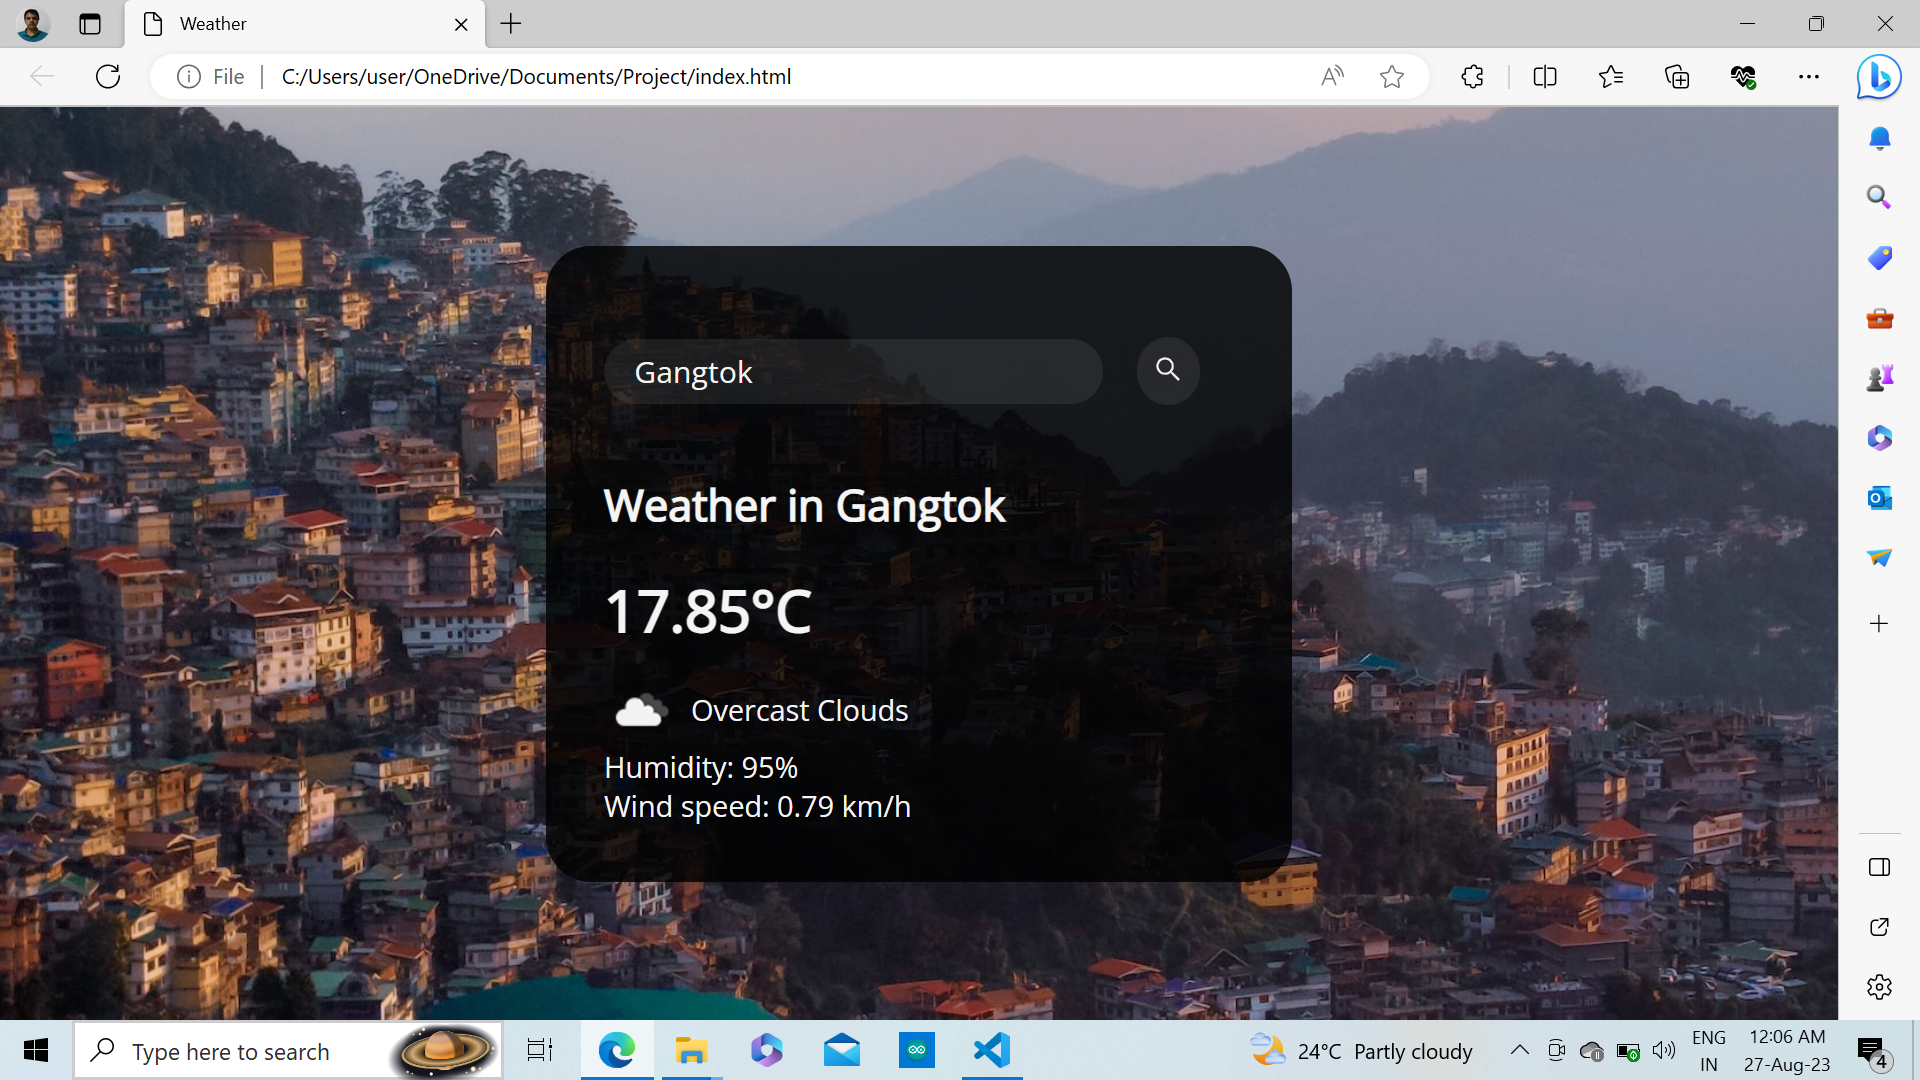 Weather
File
C:/Users/user/OneDrive/Documents/Project/index.html
Gangtok
Weather in Gangtok
17.85°C
Overcast Clouds
Humidity: 95%
Wind speed: 0.79 km/h
Type here to search
24°C Partly cloudy
ENG
IN
12:06 AM
27-Aug-23
4